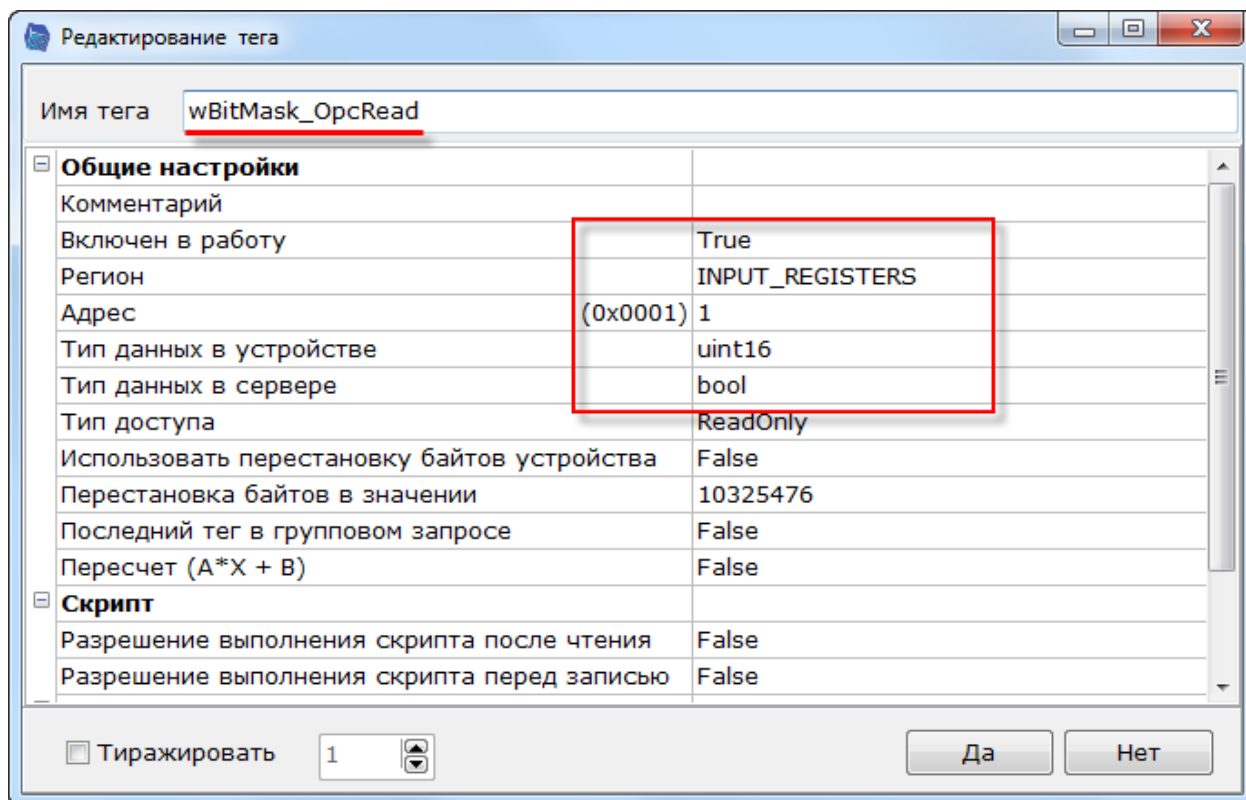 Редактирование тега
Имя тега wBitMask_OpcRead
Общие настройки
Комментарий
Включен в работу True
Регион INPUT_REGISTERS
Адрес (0x0001) 1
Тип данных в устройстве uint16
Тип данных в сервере bool
Тип доступа ReadOnly
Использовать перестановку байтов устройства False
Перестановка байтов в значении 10325476
Последний тег в групповом запросе False
Пересчет (A*X + B) False
Скрипт
Разрешение выполнения скрипта после чтения False
Разрешение выполнения скрипта перед записью False
Тиражировать 1 Да Нет